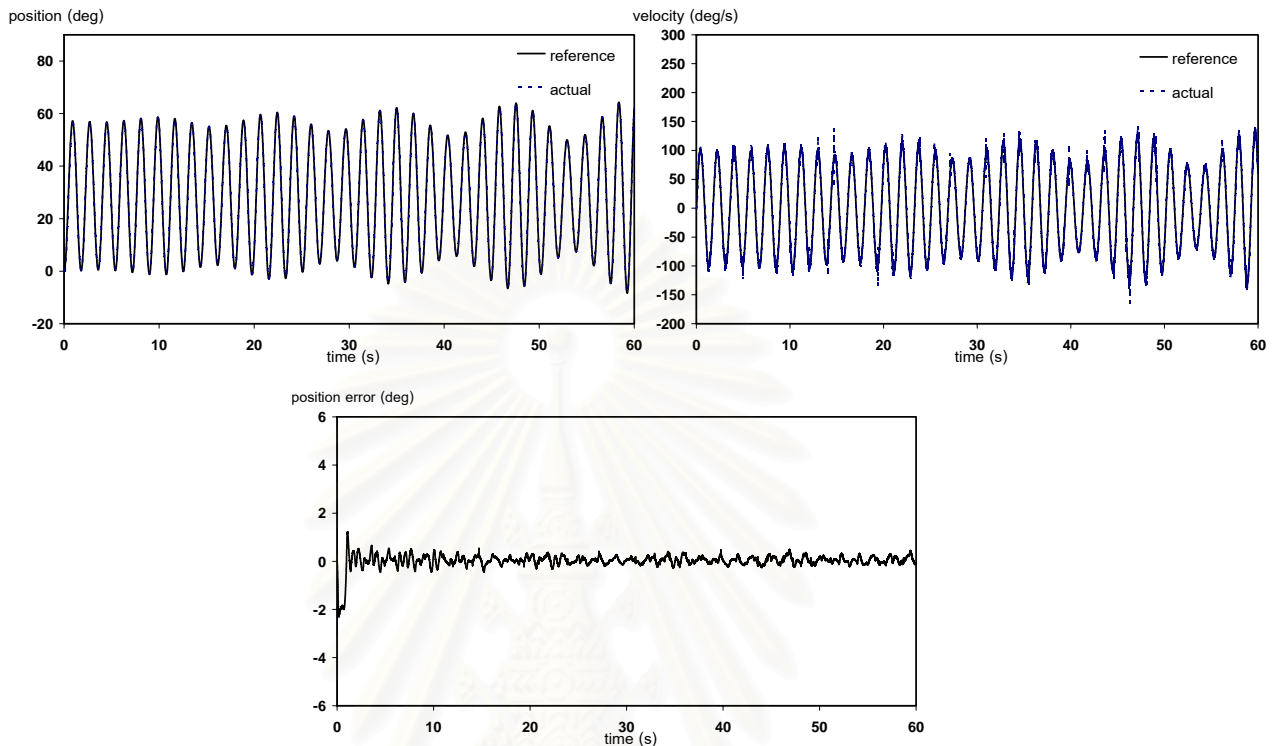 position (deg)
80
60
40
20
0
-20
reference
actual
0 10 20 30 40 50 60
time (s)
velocity (deg/s)
300
250
200
150
100
50
0
-50
-100
-150
-200
reference
actual
0 10 20 30 40 50 60
time (s)
position error (deg)
6
4
2
0
-2
-4
-6
0 10 20 30 40 50 60
time (s)